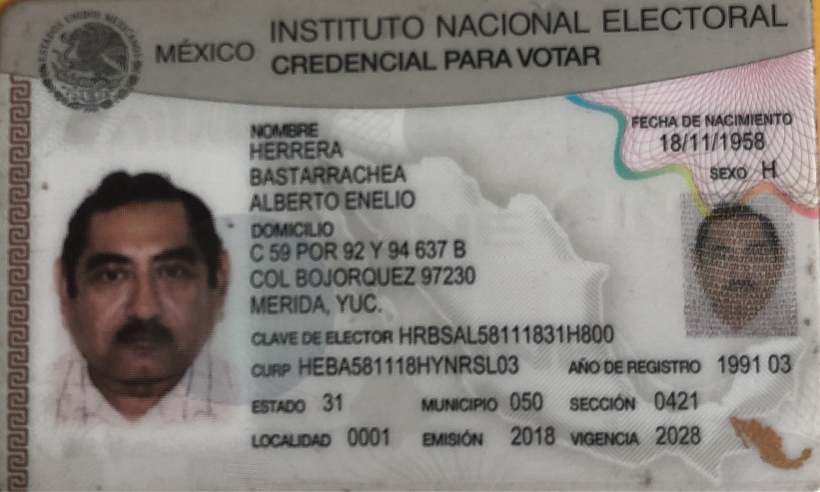 ESTADOS UNIDOS MEXICANOS
MÉXICO
INSTITUTO NACIONAL ELECTORAL
CREDENCIAL PARA VOTAR
FECHA DE NACIMIENTO
18/11/1958
SEXO H
NOMBRE
HERRERA
BASTARRACHEA
ALBERTO ENELIO
DOMICILIO
C 59 POR 92 Y 94 637 B
COL BOJORQUEZ 97230
MERIDA, YUC.
CLAVE DE ELECTOR HRBSAL58111831H800
CURP HEBA581118HYNRSL03 AÑO DE REGISTRO 1991 03
ESTADO 31 MUNICIPIO 050 SECCIÓN 0421
LOCALIDAD 0001 EMISIÓN 2018 VIGENCIA 2028